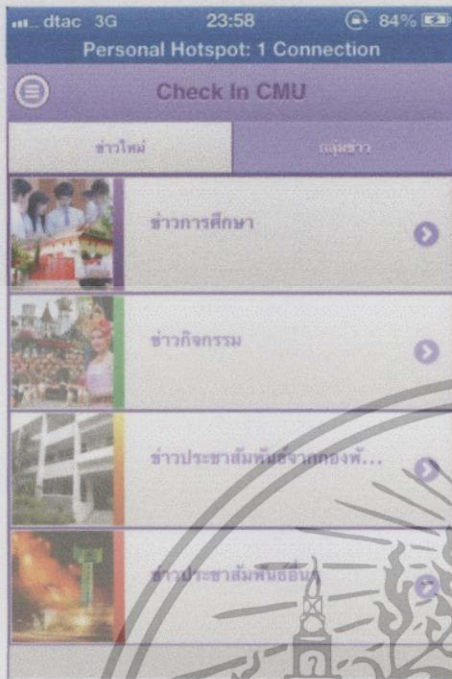 dtac 3G 23:58 84%
Personal Hotspot: 1 Connection
Check In CMU
ข่าวใหม่ กลุ่มข่าว
ข่าวการศึกษา
ข่าวกิจกรรม
ข่าวประชาสัมพันธ์จากกองพั...
ข่าวประชาสัมพันธ์อื่นๆ